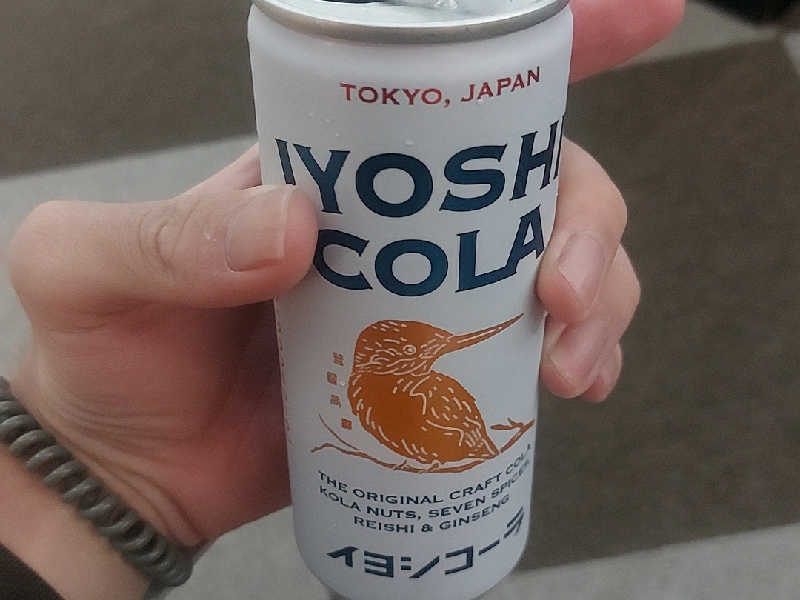 TOKYO, JAPAN
IYOSHI
COLA
THE ORIGINAL CRAFT COLA
KOLA NUTS, SEVEN SPICES,
REISHI & GINSENG
イヨシコーラ